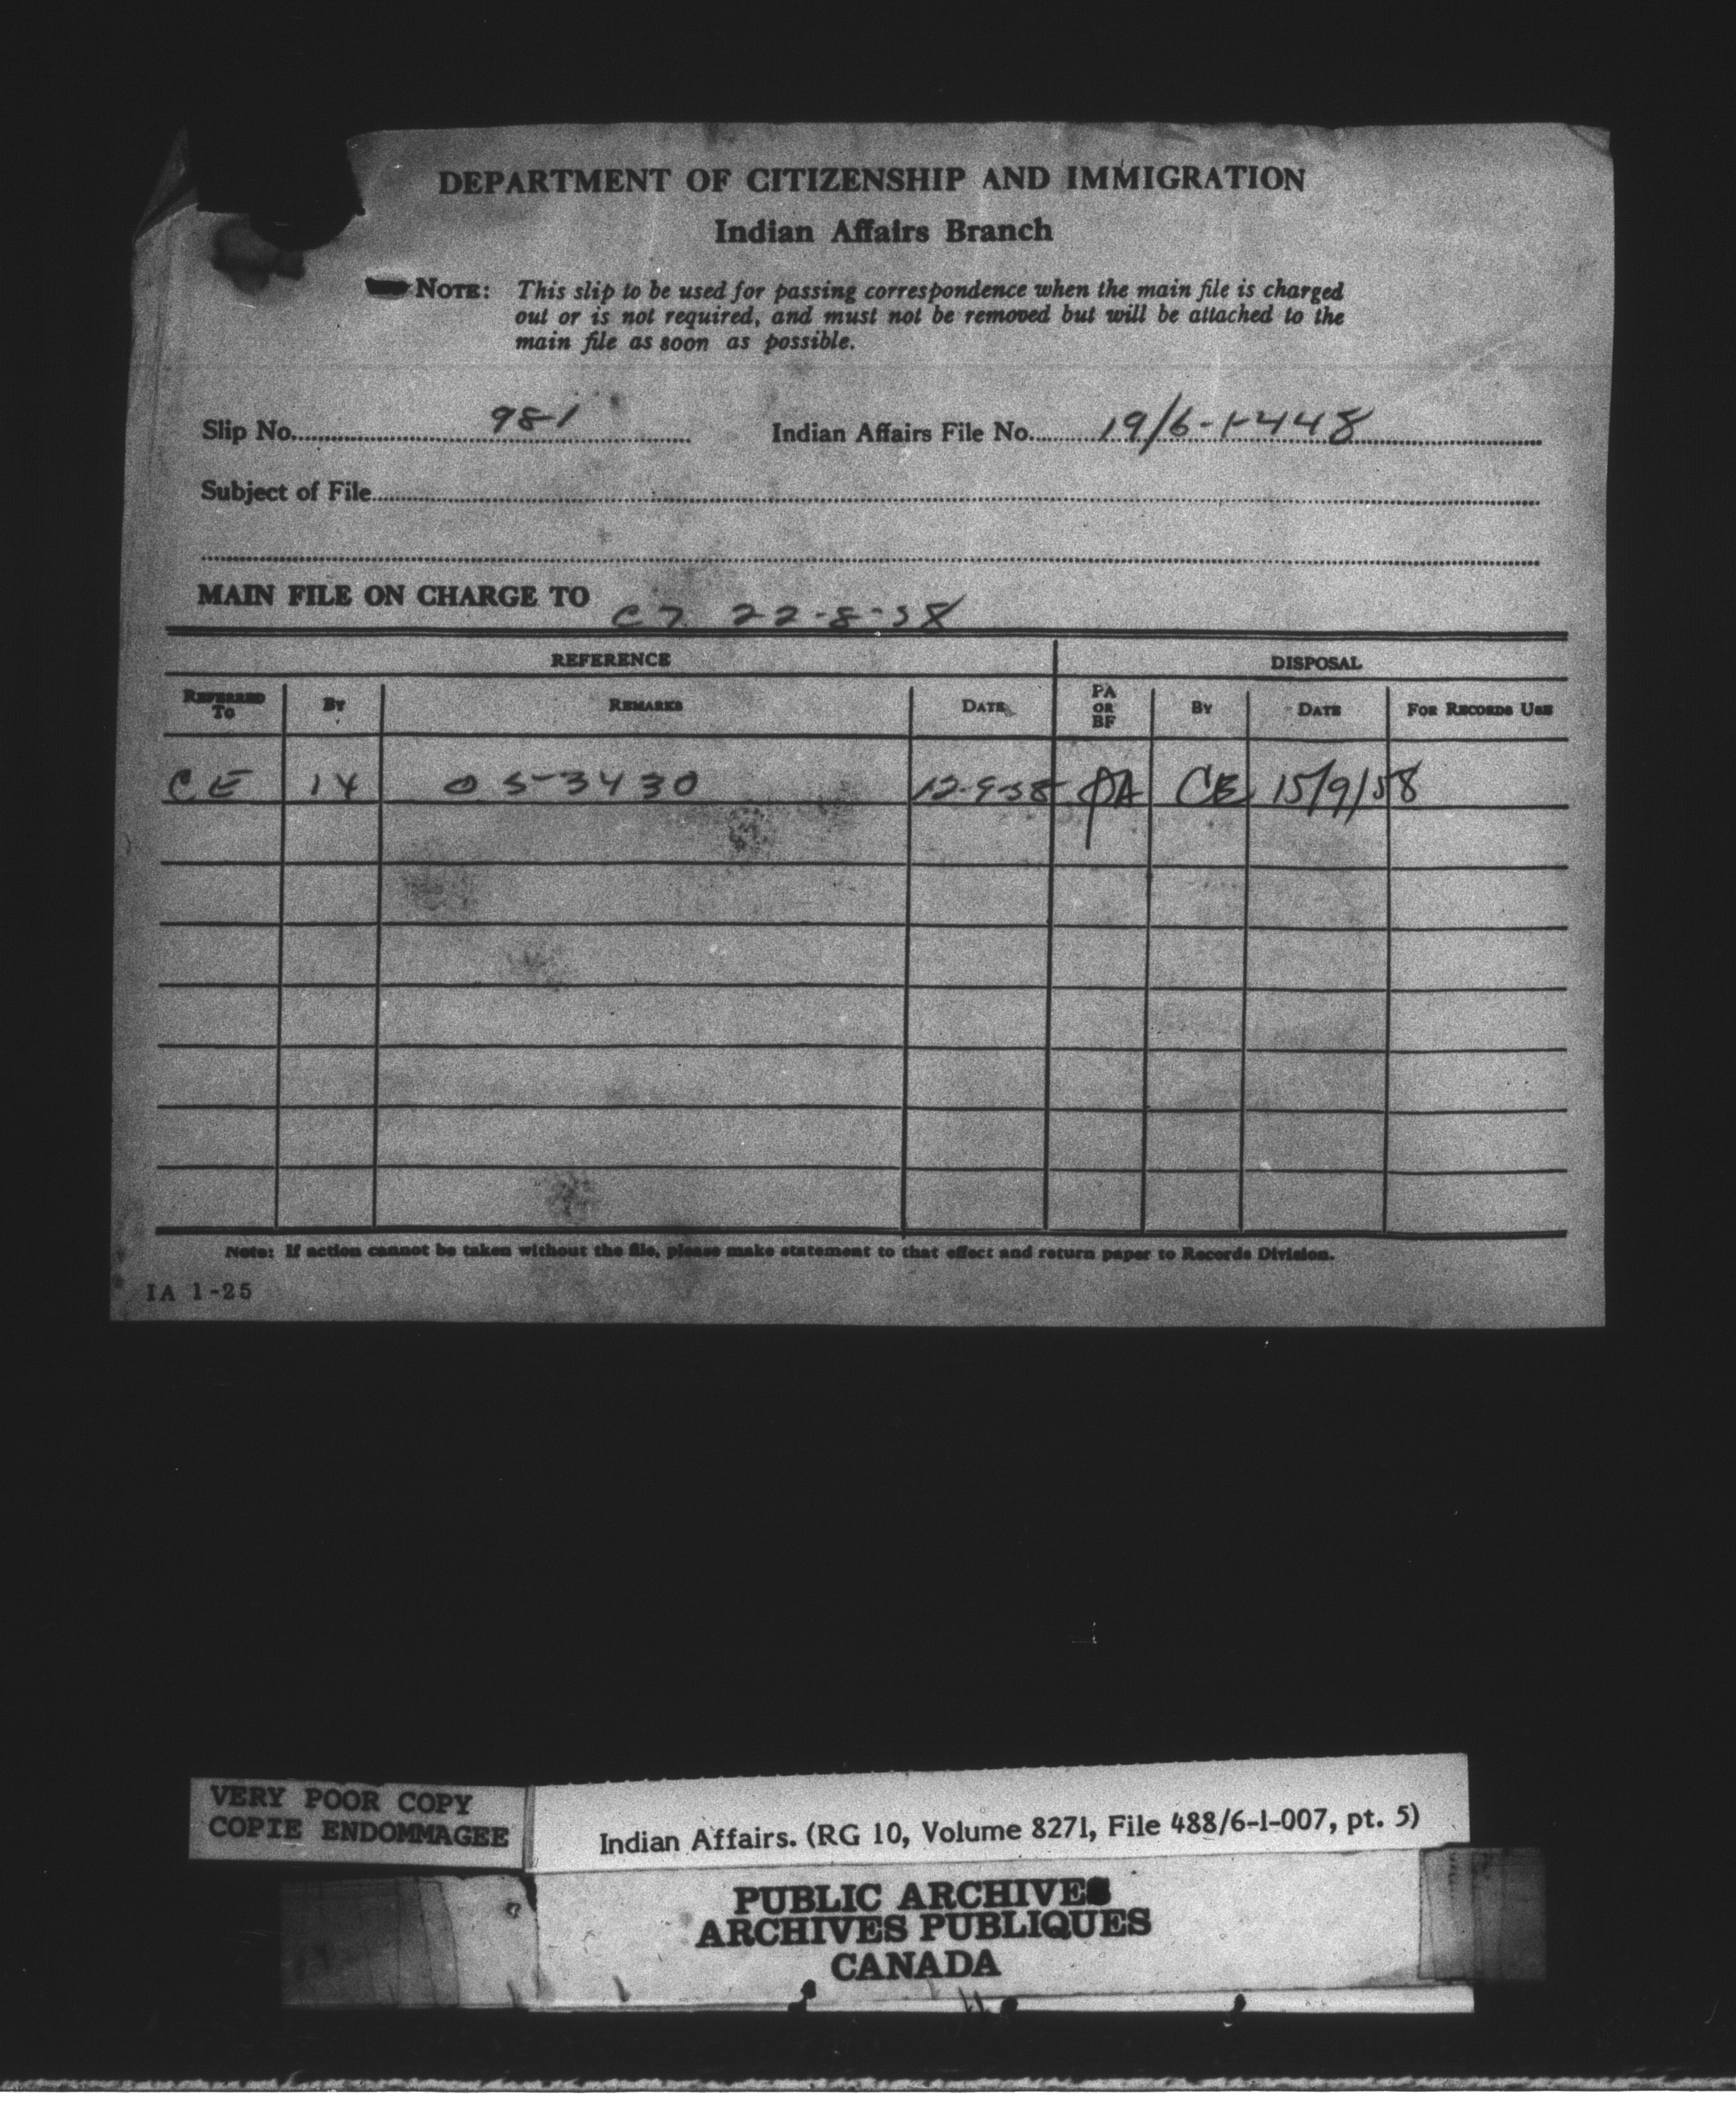 DEPARTMENT OF CITIZENSHIP AND IMMIGRATION
Indian Affairs Branch
NOTE: This slip to be used for passing correspondence when the main file is charged
out or is not required, and must not be removed but will be attached to the
main file as soon as possible.
Slip No. 981 Indian Affairs File No. 19/6-1-448
Subject of File
MAIN FILE ON CHARGE TO 22-8-58
REFERENCE DISPOSAL
REFERRED TO BY REMARKS DATE PA OR BF BY DATE FOR RECORDS USE
CE 14 05-3430 12-9-58 PA CE 15/9/58
Note: If action cannot be taken without the file, please make statement to that effect and return paper to Records Division.
IA 1-25
VERY POOR COPY
COPIE ENDOMMAGEE
Indian Affairs. (RG 10, Volume 8271, File 488/6-1-007, pt. 5)
PUBLIC ARCHIVES
ARCHIVES PUBLIQUES
CANADA